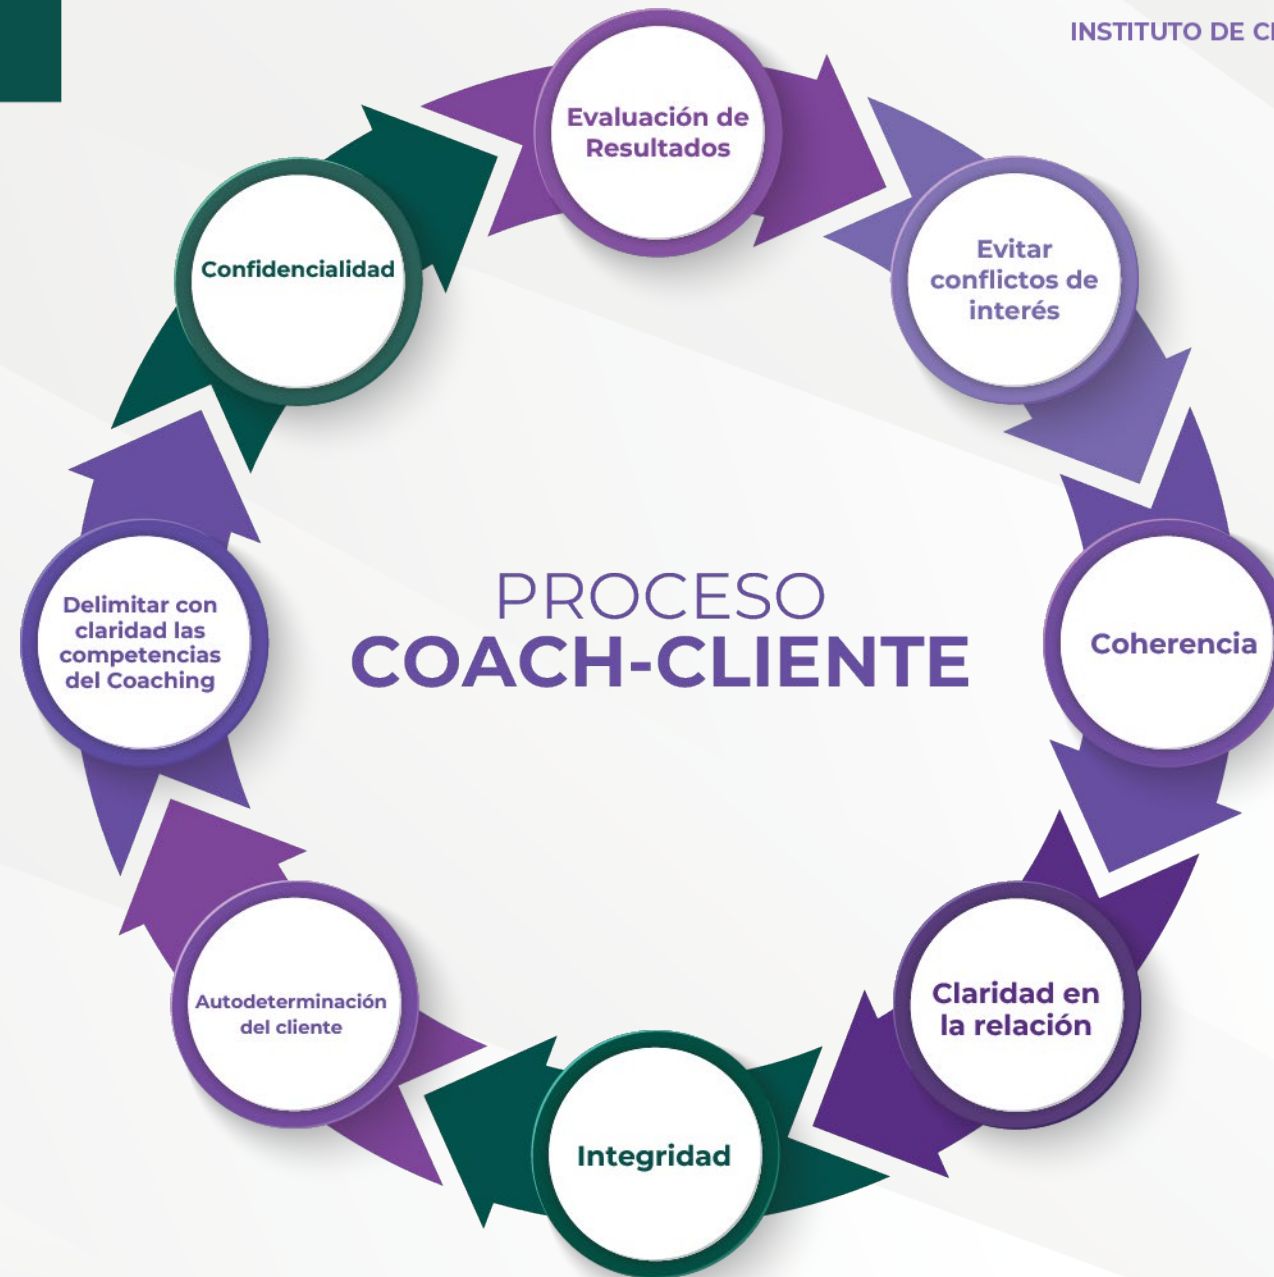 INSTITUTO DE
Evaluación de
Resultados
Evitar
conflictos de
interés
Coherencia
Claridad en
la relación
Integridad
Autodeterminación
del cliente
Delimitar con
claridad las
competencias
del Coaching
Confidencialidad
PROCESO
COACH-CLIENTE